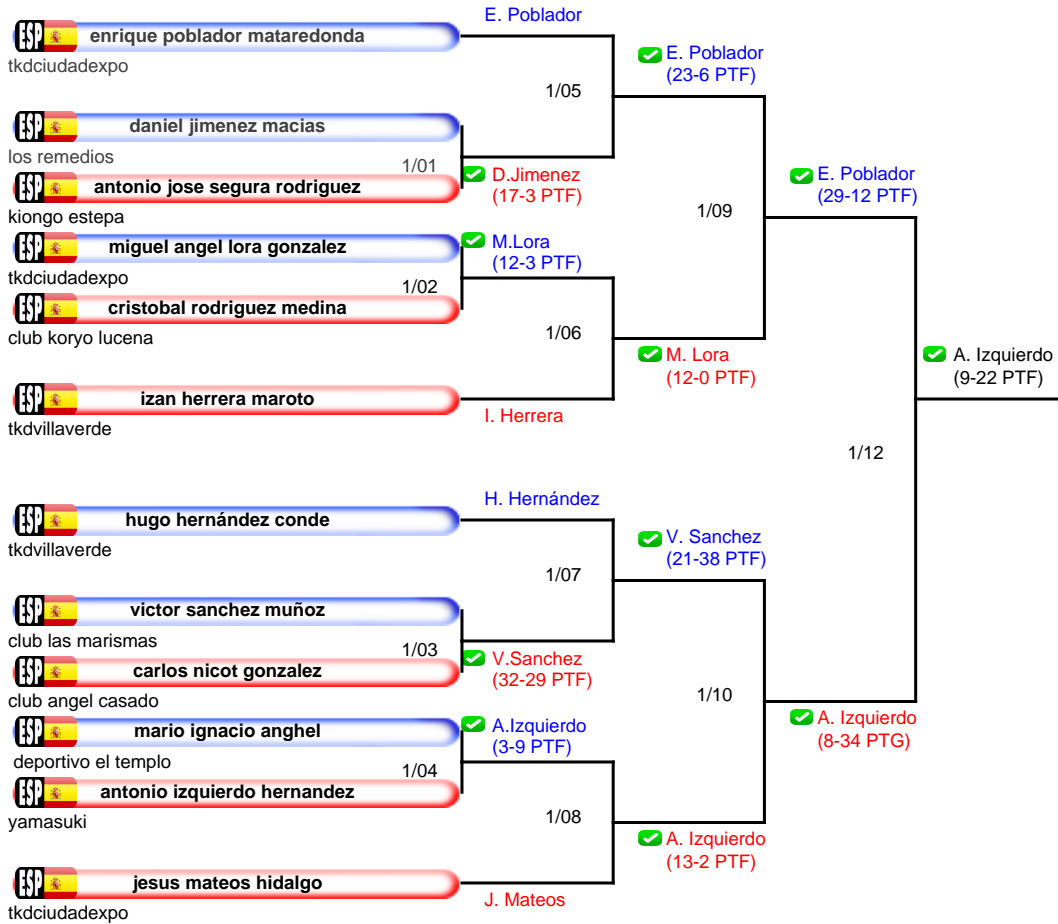 E. Poblador
ESP enrique poblador mataredonda
tkdciudadexpo
E. Poblador
(23-6 PTF)
1/05
ESP daniel jimenez macias
los remedios
1/01
D.Jimenez
(17-3 PTF)
ESP antonio jose segura rodriguez
kiongo estepa
E. Poblador
(29-12 PTF)
1/09
ESP miguel angel lora gonzalez
tkdciudadexpo
M.Lora
(12-3 PTF)
1/02
ESP cristobal rodriguez medina
club koryo lucena
1/06
M. Lora
(12-0 PTF)
A. Izquierdo
(9-22 PTF)
ESP izan herrera maroto
tkdvillaverde
I. Herrera
1/12
H. Hernández
ESP hugo hernández conde
tkdvillaverde
V. Sanchez
(21-38 PTF)
1/07
ESP victor sanchez muñoz
club las marismas
1/03
V.Sanchez
(32-29 PTF)
ESP carlos nicot gonzalez
club angel casado
1/10
A. Izquierdo
(8-34 PTG)
ESP mario ignacio anghel
deportivo el templo
A.Izquierdo
(3-9 PTF)
1/04
ESP antonio izquierdo hernandez
yamasuki
1/08
A. Izquierdo
(13-2 PTF)
ESP jesus mateos hidalgo
tkdciudadexpo
J. Mateos